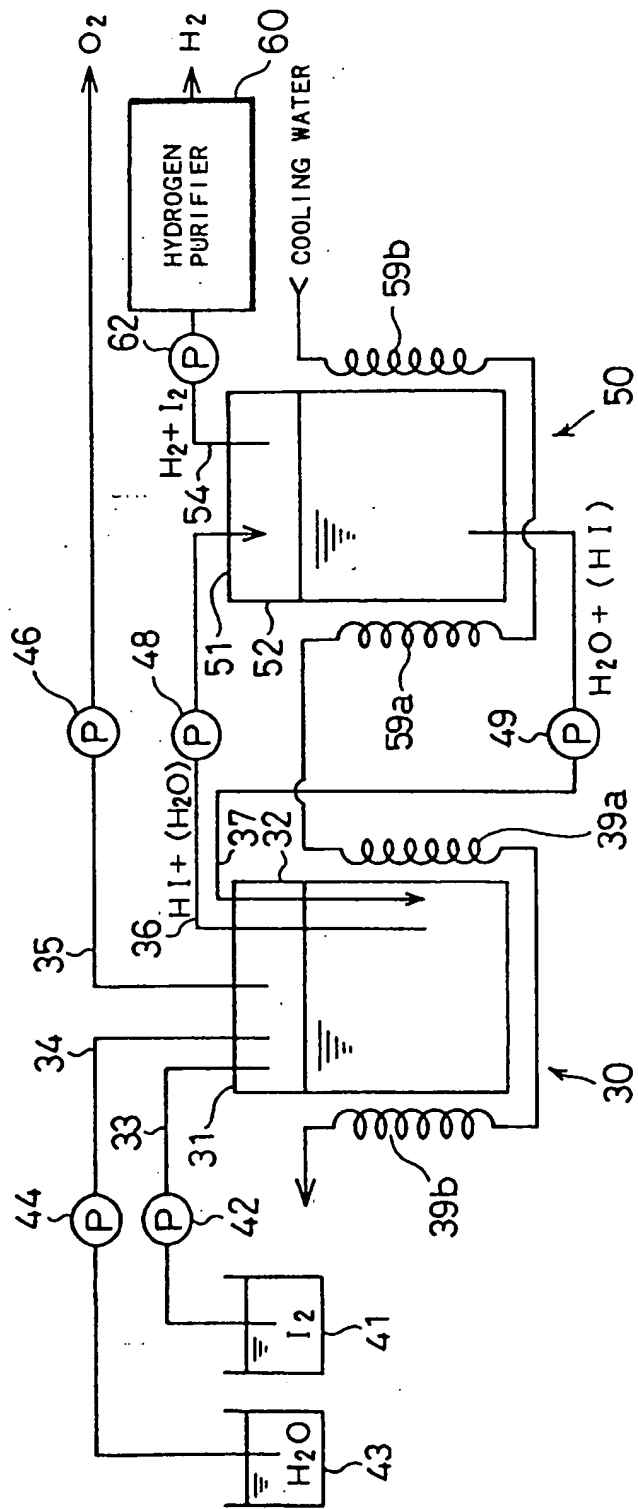 O2
H2
60
HYDROGEN
PURIFIER
COOLING WATER
62
P
H2+I2
54
59b
50
46
P
48
P
51
52
59a
49
P
H2O+(HI)
HI+(H2O)
35
36
37
32
39a
34
33
31
30
39b
44
P
42
P
I2
41
H2O
43